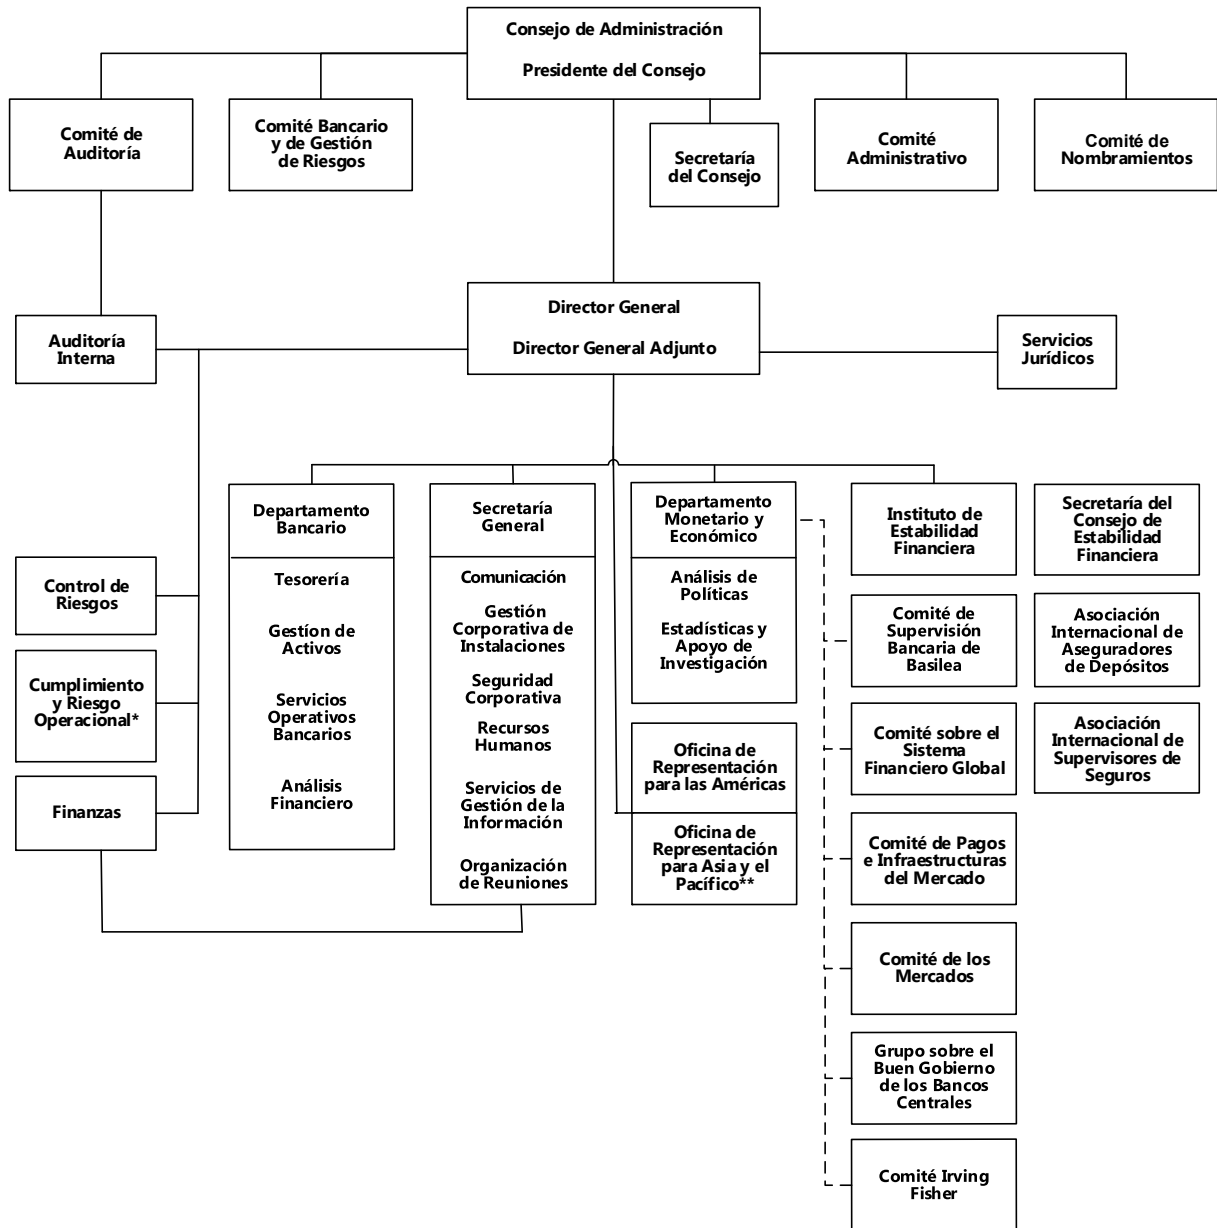 Consejo de Administración
Presidente del Consejo
Comité de
Auditoría
Comité Bancario
y de Gestión
de Riesgos
Secretaría
del Consejo
Comité
Administrativo
Comité de
Nombramientos
Director General
Director General Adjunto
Auditoría
Interna
Servicios
Jurídicos
Departamento
Bancario
Tesorería
Gestíon de
Activos
Servicios
Operativos
Bancarios
Análisis
Financiero
Secretaría
General
Comunicación
Gestión
Corporativa de
Instalaciones
Seguridad
Corporativa
Recursos
Humanos
Servicios de
Gestión de la
Información
Organización
de Reuniones
Departamento
Monetario y
Económico
Análisis de
Políticas
Estadísticas y
Apoyo de
Investigación
Oficina de
Representación
para las Américas
Oficina de
Representación
para Asia y el
Pacífico**
Control de
Riesgos
Cumplimiento
y Riesgo
Operacional*
Finanzas
Instituto de
Estabilidad
Financiera
Comité de
Supervisión
Bancaria de
Basilea
Comité sobre el
Sistema
Financiero Global
Comité de Pagos
e Infraestructuras
del Mercado
Comité de los
Mercados
Grupo sobre el
Buen Gobierno
de los Bancos
Centrales
Comité Irving
Fisher
Secretaría del
Consejo de
Estabilidad
Financiera
Asociación
Internacional de
Aseguradores
de Depósitos
Asociación
Internacional de
Supervisores de
Seguros